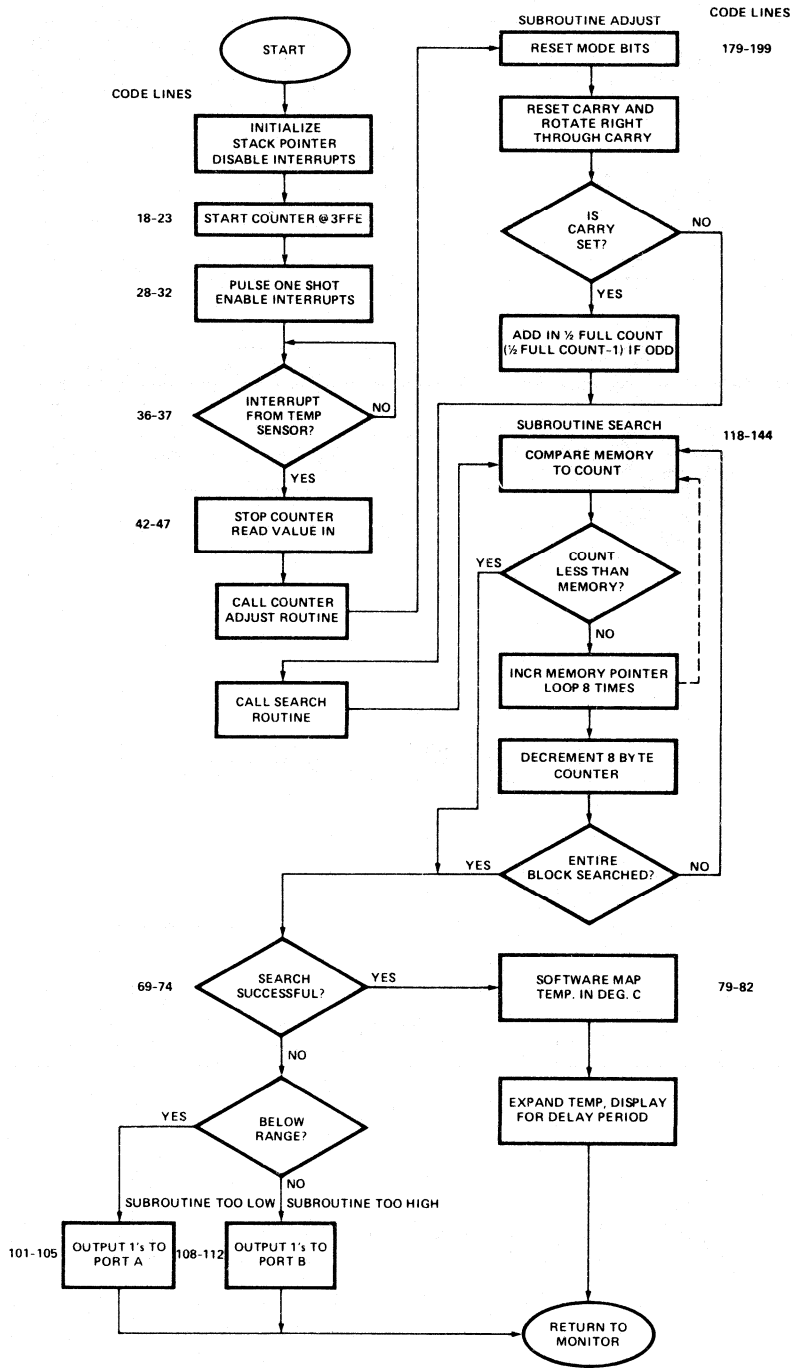 CODE LINES
START
INITIALIZE
STACK POINTER
DISABLE INTERRUPTS
18-23
START COUNTER @ 3FFE
28-32
PULSE ONE SHOT
ENABLE INTERRUPTS
36-37
INTERRUPT
FROM TEMP
SENSOR?
NO
YES
42-47
STOP COUNTER
READ VALUE IN
CALL COUNTER
ADJUST ROUTINE
CALL SEARCH
ROUTINE
CODE LINES
SUBROUTINE ADJUST
RESET MODE BITS
179-199
RESET CARRY AND
ROTATE RIGHT
THROUGH CARRY
IS
CARRY
SET?
NO
YES
ADD IN ½ FULL COUNT
(½ FULL COUNT-1) IF ODD
SUBROUTINE SEARCH
118-144
COMPARE MEMORY
TO COUNT
YES
COUNT
LESS THAN
MEMORY?
NO
INCR MEMORY POINTER
LOOP 8 TIMES
DECREMENT 8 BYTE
COUNTER
YES
ENTIRE
BLOCK SEARCHED?
NO
69-74
SEARCH
SUCCESSFUL?
YES
SOFTWARE MAP
TEMP. IN DEG. C
79-82
NO
EXPAND TEMP, DISPLAY
FOR DELAY PERIOD
YES
BELOW
RANGE?
NO
SUBROUTINE TOO LOW
SUBROUTINE TOO HIGH
101-105
OUTPUT 1's TO
PORT A
108-112
OUTPUT 1's TO
PORT B
RETURN TO
MONITOR